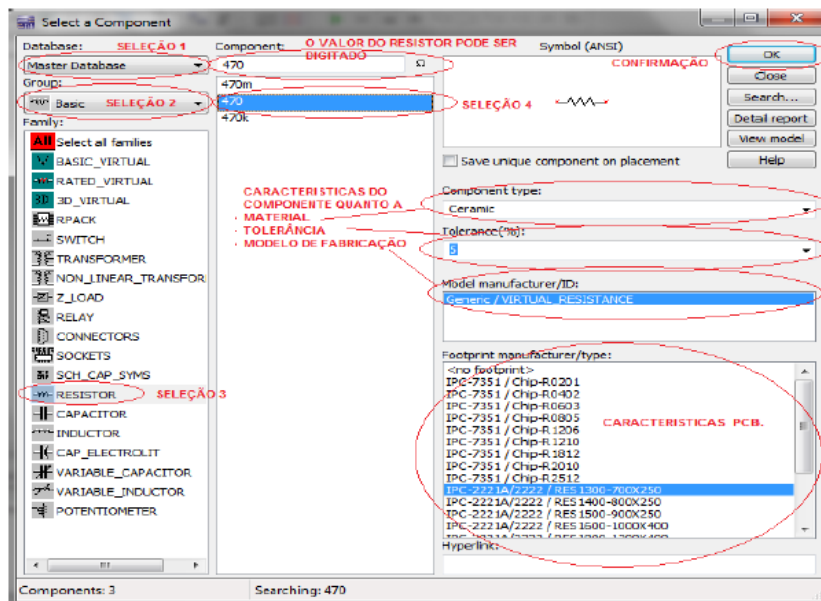 Select a Component
Database: SELEÇÃO 1
Component: O VALOR DO RESISTOR PODE SER
DIGITADO
Symbol (ANSI)
Master Database
470 Ω
CONFIRMAÇÃO
OK
Close
Search...
Detail report
View model
Help
Group:
Basic SELEÇÃO 2
470m
470
470k
SELEÇÃO 4
Family:
All Select all families
BASIC_VIRTUAL
RATED_VIRTUAL
3D 3D_VIRTUAL
RPACK
SWITCH
TRANSFORMER
NON_LINEAR_TRANSFOR
Z_LOAD
RELAY
CONNECTORS
SOCKETS
SCH_CAP_SYMS
RESISTOR SELEÇÃO 3
CAPACITOR
INDUCTOR
CAP_ELECTROLIT
VARIABLE_CAPACITOR
VARIABLE_INDUCTOR
POTENTIOMETER
CARACTERISTICAS DO
COMPONENTE QUANTO A
· MATERIAL
· TOLERÂNCIA
· MODELO DE FABRICAÇÃO
Save unique component on placement
Component type:
Ceramic
Tolerance(%):
5
Model manufacturer/ID:
Generic / VIRTUAL_RESISTANCE
Footprint manufacturer/type:
<no footprint>
IPC-7351 / Chip-R0201
IPC-7351 / Chip-R0402
IPC-7351 / Chip-R0603
IPC-7351 / Chip-R0805
IPC-7351 / Chip-R1206
IPC-7351 / Chip-R1210
IPC-7351 / Chip-R1812
IPC-7351 / Chip-R2010
IPC-7351 / Chip-R2512
IPC-2221A/2222 / RES1300-700X250
IPC-2221A/2222 / RES1400-800X250
IPC-2221A/2222 / RES1500-900X250
IPC-2221A/2222 / RES1600-1000X400
CARACTERISTICAS PCB.
Hyperlink:
Components: 3
Searching: 470